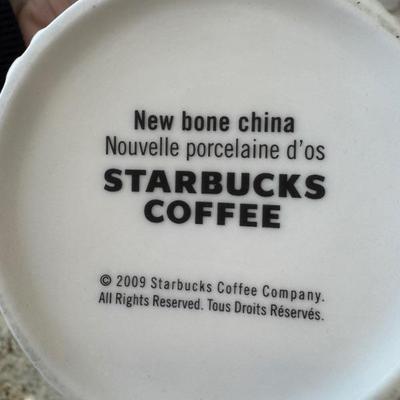 New bone china
Nouvelle porcelaine d'os
STARBUCKS
COFFEE
© 2009 Starbucks Coffee Company.
All Rights Reserved. Tous Droits Réservés.